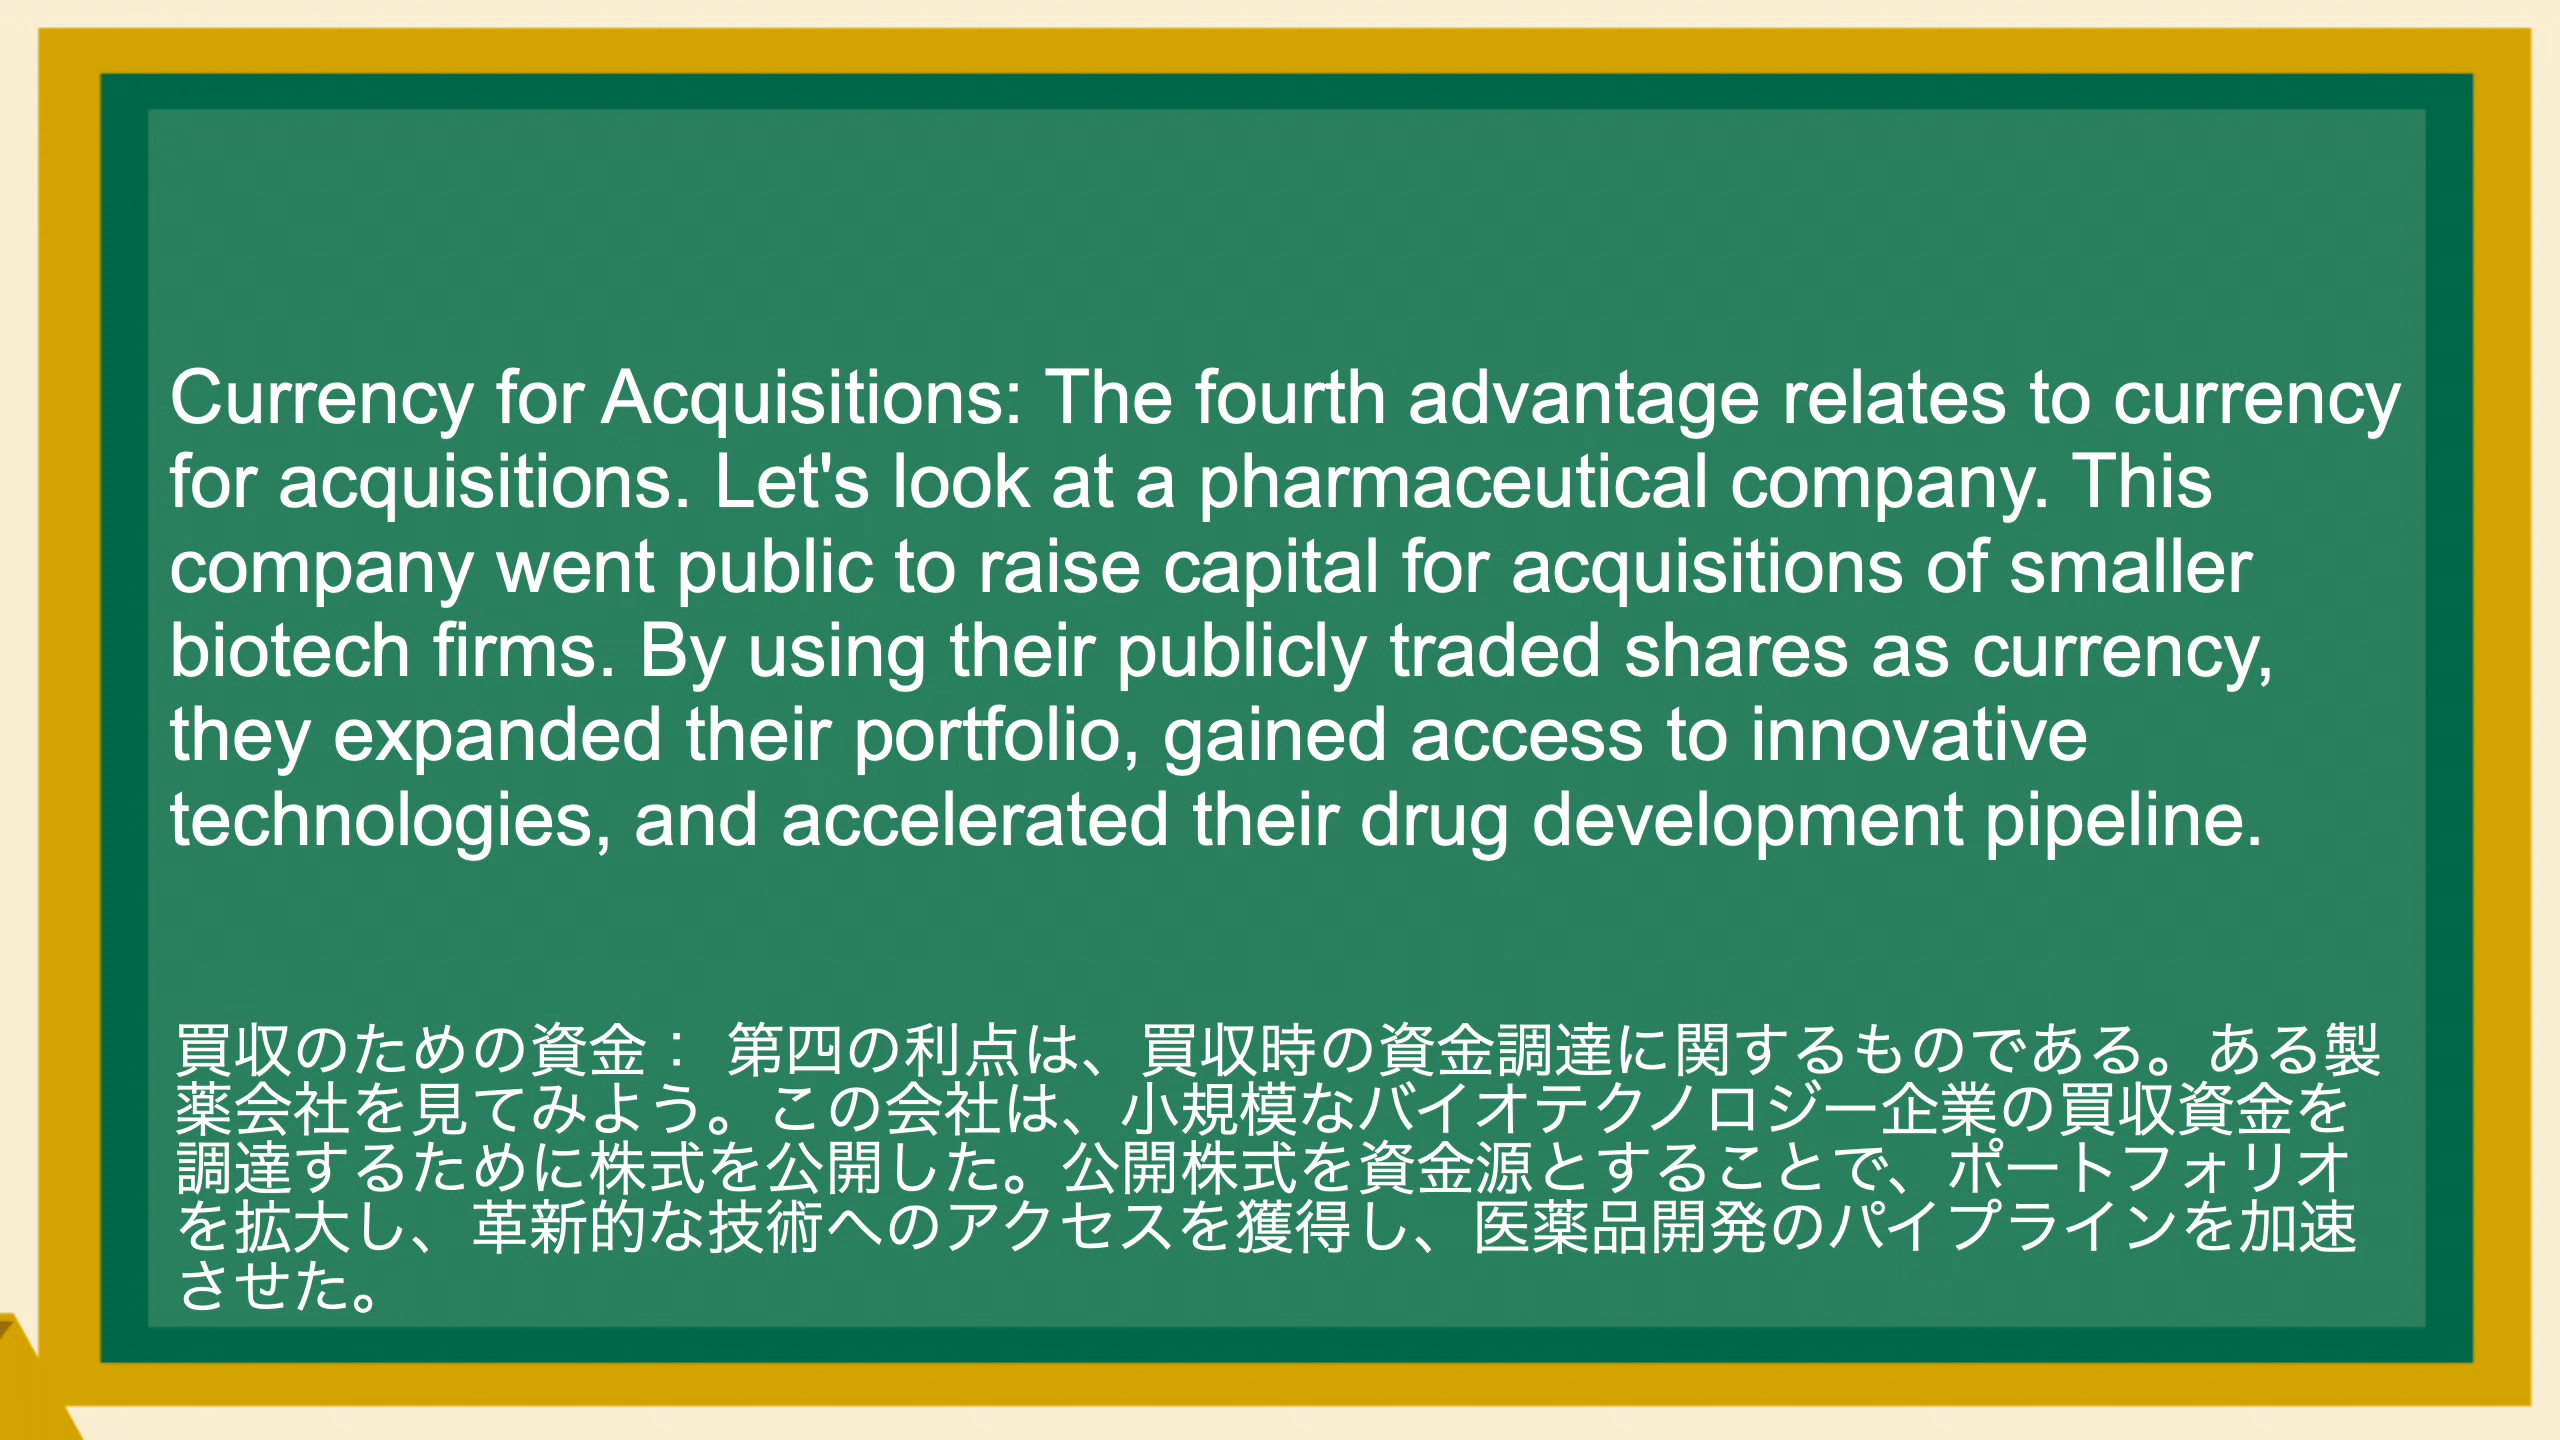 Currency for Acquisitions: The fourth advantage relates to currency
for acquisitions. Let's look at a pharmaceutical company. This
company went public to raise capital for acquisitions of smaller
biotech firms. By using their publicly traded shares as currency,
they expanded their portfolio, gained access to innovative
technologies, and accelerated their drug development pipeline.
買収のための資金： 第四の利点は、買収時の資金調達に関するものである。ある製
薬会社を見てみよう。この会社は、小規模なバイオテクノロジー企業の買収資金を
調達するために株式を公開した。公開株式を資金源とすることで、ポートフォリオ
を拡大し、革新的な技術へのアクセスを獲得し、医薬品開発のパイプラインを加速
させた。